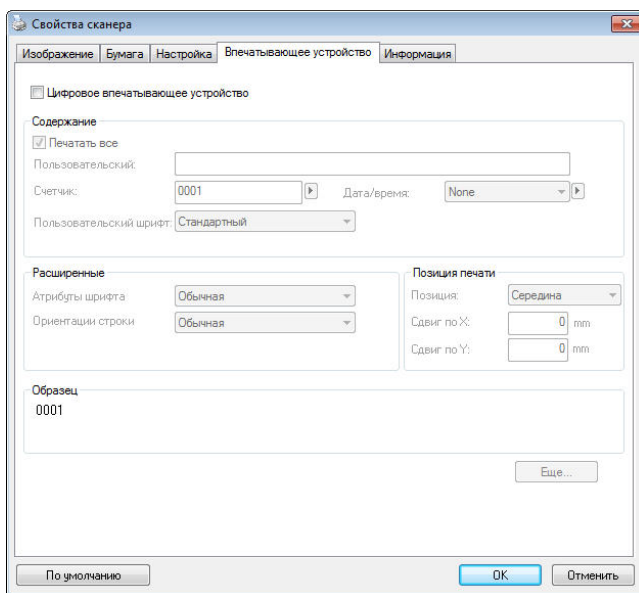 Свойства сканера
Изображение Бумага Настройка Впечатывающее устройство Информация
Цифровое впечатывающее устройство
Содержание
Печатать все
Пользовательский:
Счетчик: 0001 Дата/время: None
Пользовательский шрифт: Стандартный
Расширенные Позиция печати
Атрибуты шрифта Обычная Позиция: Середина
Ориентации строки Обычная Сдвиг по X: 0 mm
Сдвиг по Y: 0 mm
Образец
0001
Еще...
По умолчанию OK Отменить